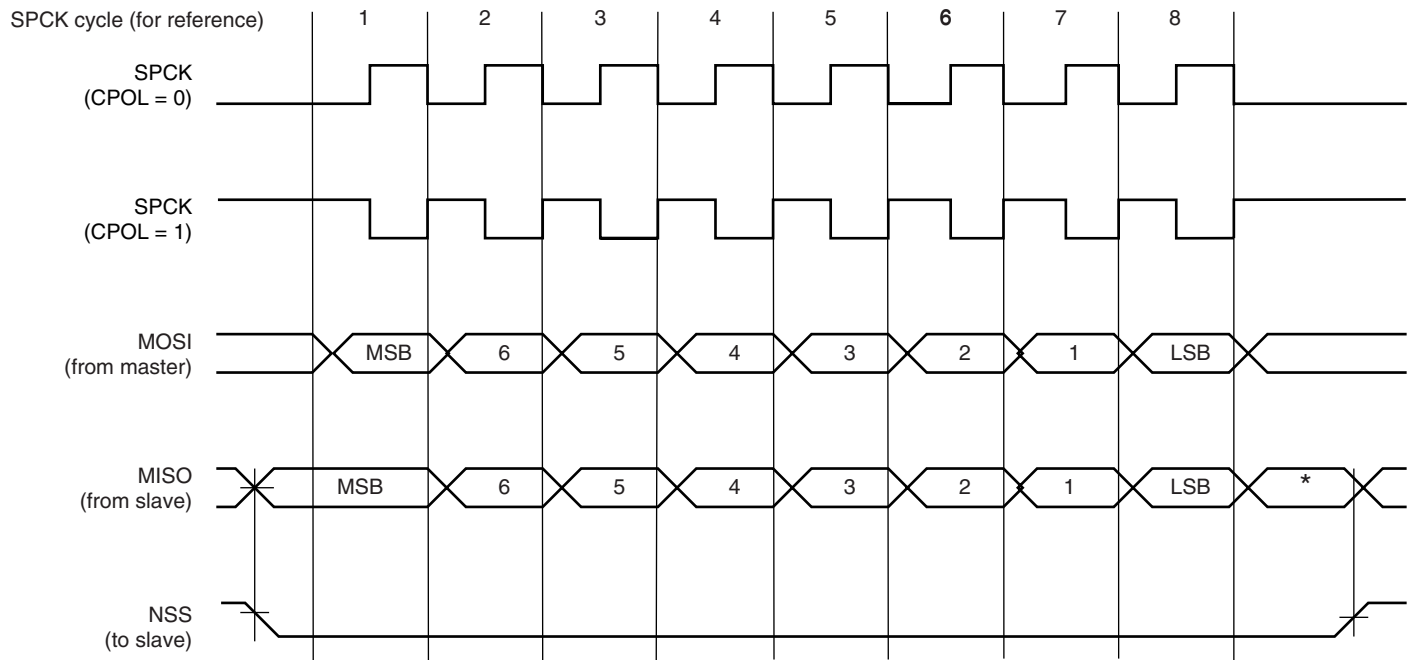 SPCK cycle (for reference) 1 2 3 4 5 6 7 8
SPCK
(CPOL = 0)
SPCK
(CPOL = 1)
MOSI
(from master)
MSB 6 5 4 3 2 1 LSB
MISO
(from slave)
MSB 6 5 4 3 2 1 LSB *
NSS
(to slave)